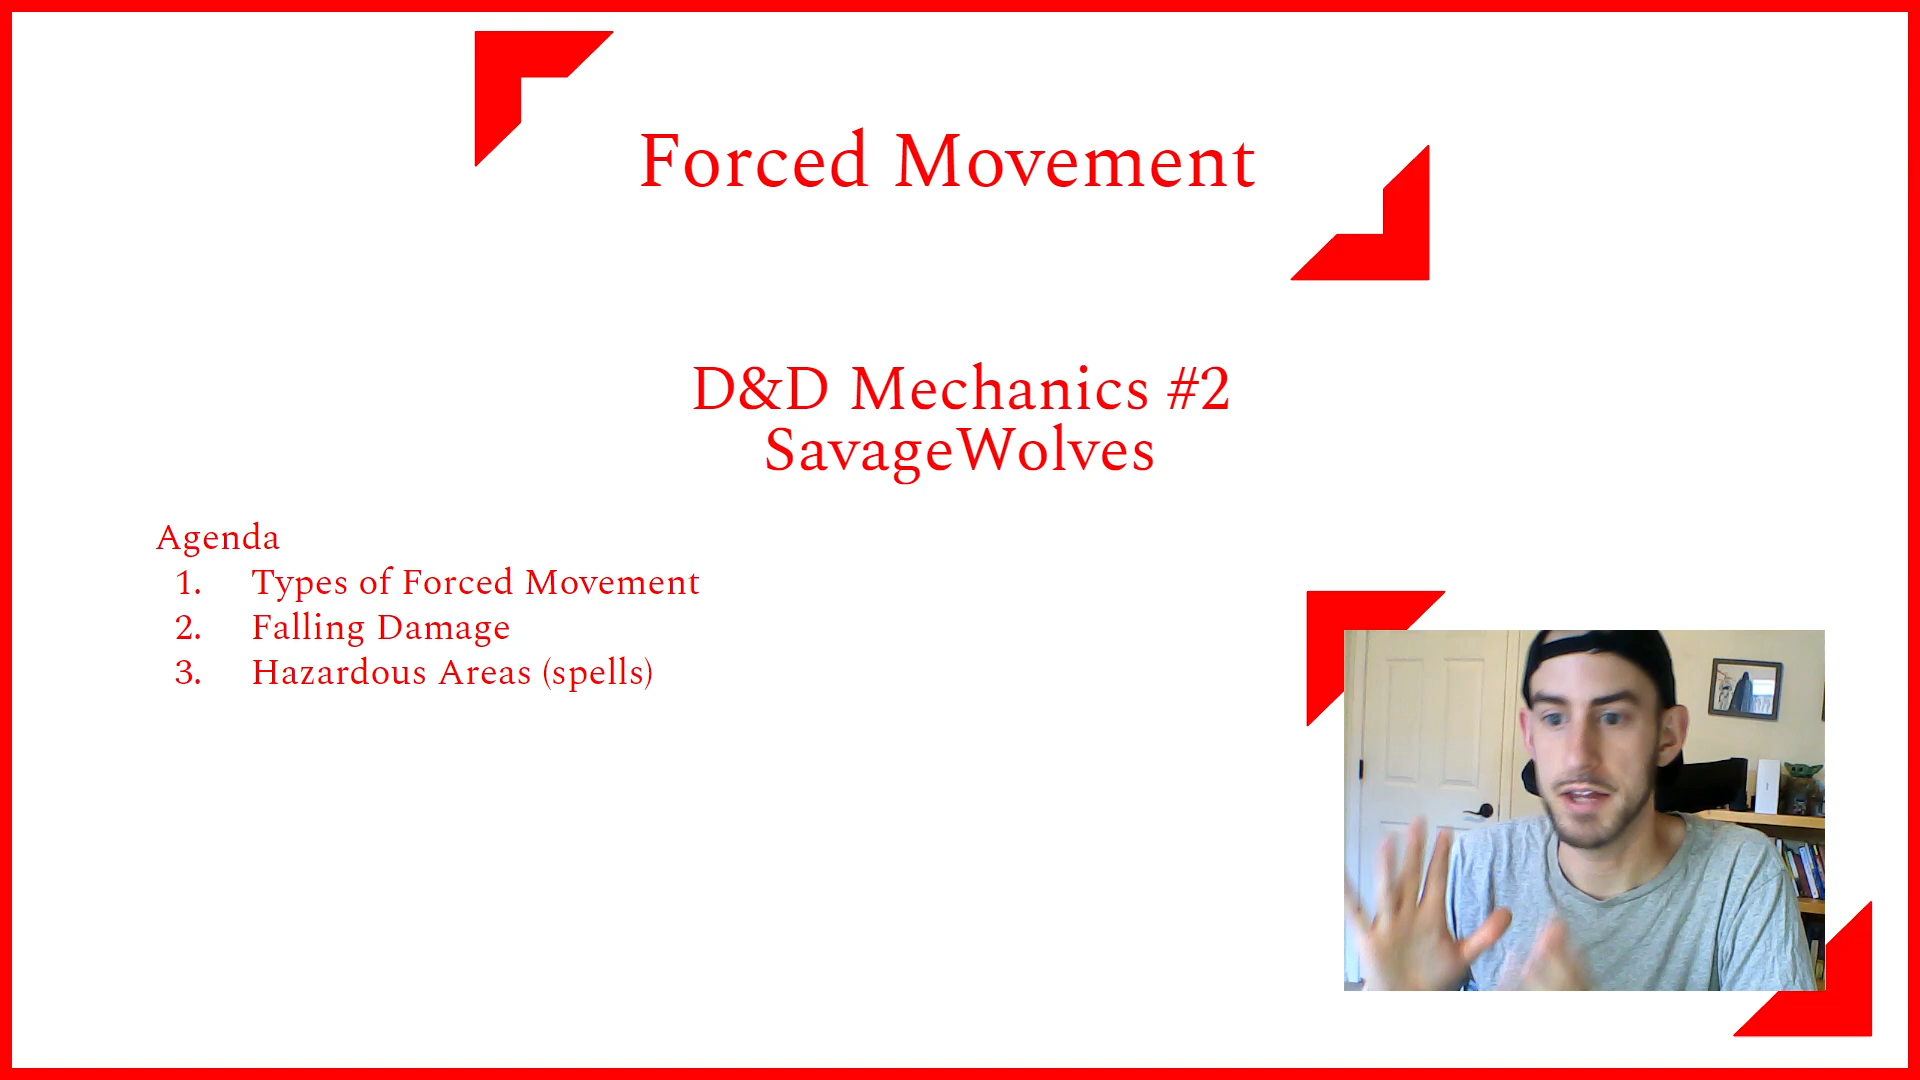 Forced Movement
D&D Mechanics #2
SavageWolves
Agenda
1. Types of Forced Movement
2. Falling Damage
3. Hazardous Areas (spells)